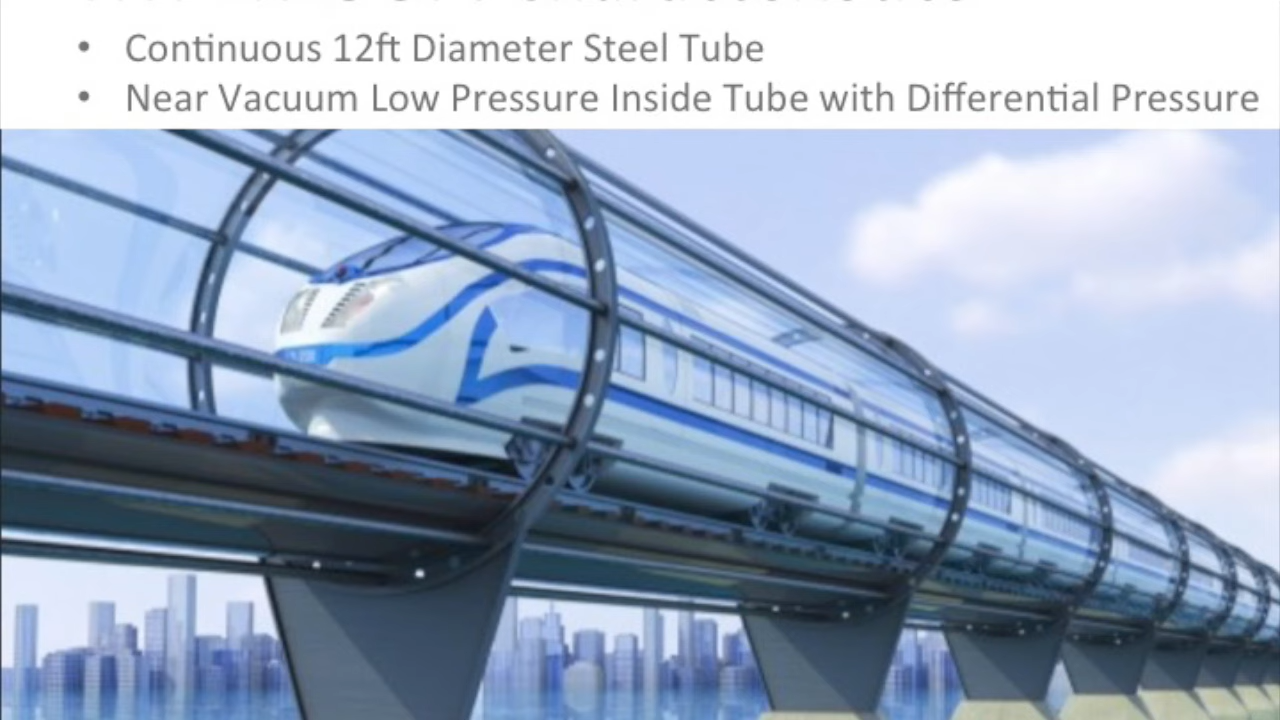 • Continuous 12ft Diameter Steel Tube
• Near Vacuum Low Pressure Inside Tube with Differential Pressure